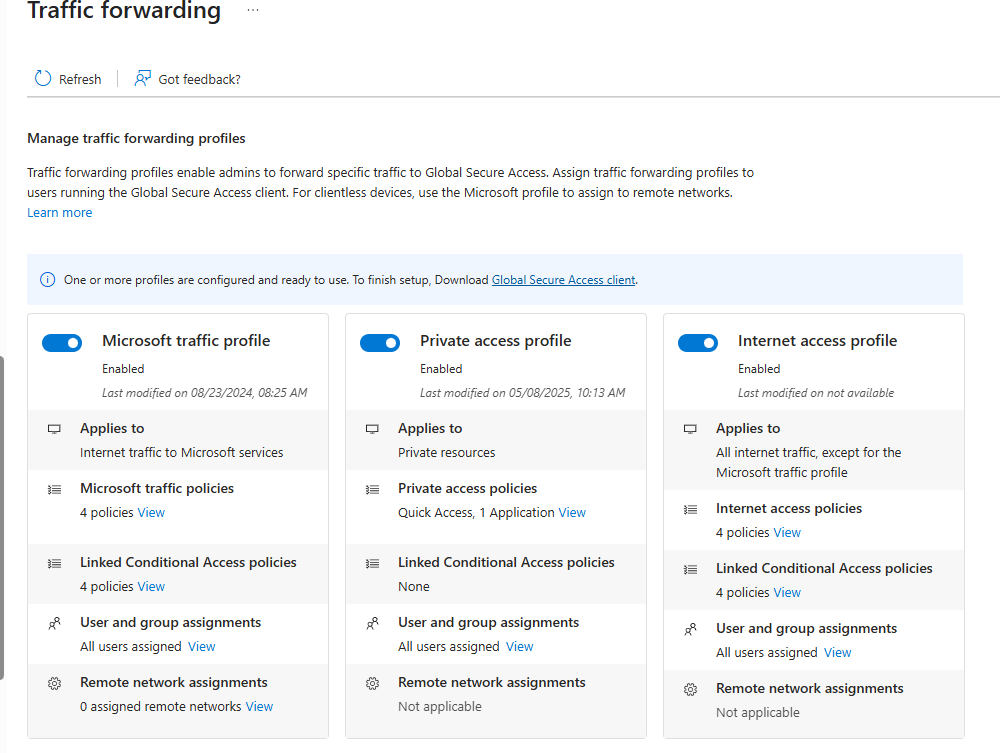 Traffic forwarding ...
Refresh Got feedback?
Manage traffic forwarding profiles
Traffic forwarding profiles enable admins to forward specific traffic to Global Secure Access. Assign traffic forwarding profiles to
users running the Global Secure Access client. For clientless devices, use the Microsoft profile to assign to remote networks.
Learn more
One or more profiles are configured and ready to use. To finish setup, Download Global Secure Access client.
Microsoft traffic profile
Enabled
Last modified on 08/23/2024, 08:25 AM
Applies to
Internet traffic to Microsoft services
Microsoft traffic policies
4 policies View
Linked Conditional Access policies
4 policies View
User and group assignments
All users assigned View
Remote network assignments
0 assigned remote networks View
Private access profile
Enabled
Last modified on 05/08/2025, 10:13 AM
Applies to
Private resources
Private access policies
Quick Access, 1 Application View
Linked Conditional Access policies
None
User and group assignments
All users assigned View
Remote network assignments
Not applicable
Internet access profile
Enabled
Last modified on not available
Applies to
All internet traffic, except for the
Microsoft traffic profile
Internet access policies
4 policies View
Linked Conditional Access policies
4 policies View
User and group assignments
All users assigned View
Remote network assignments
Not applicable